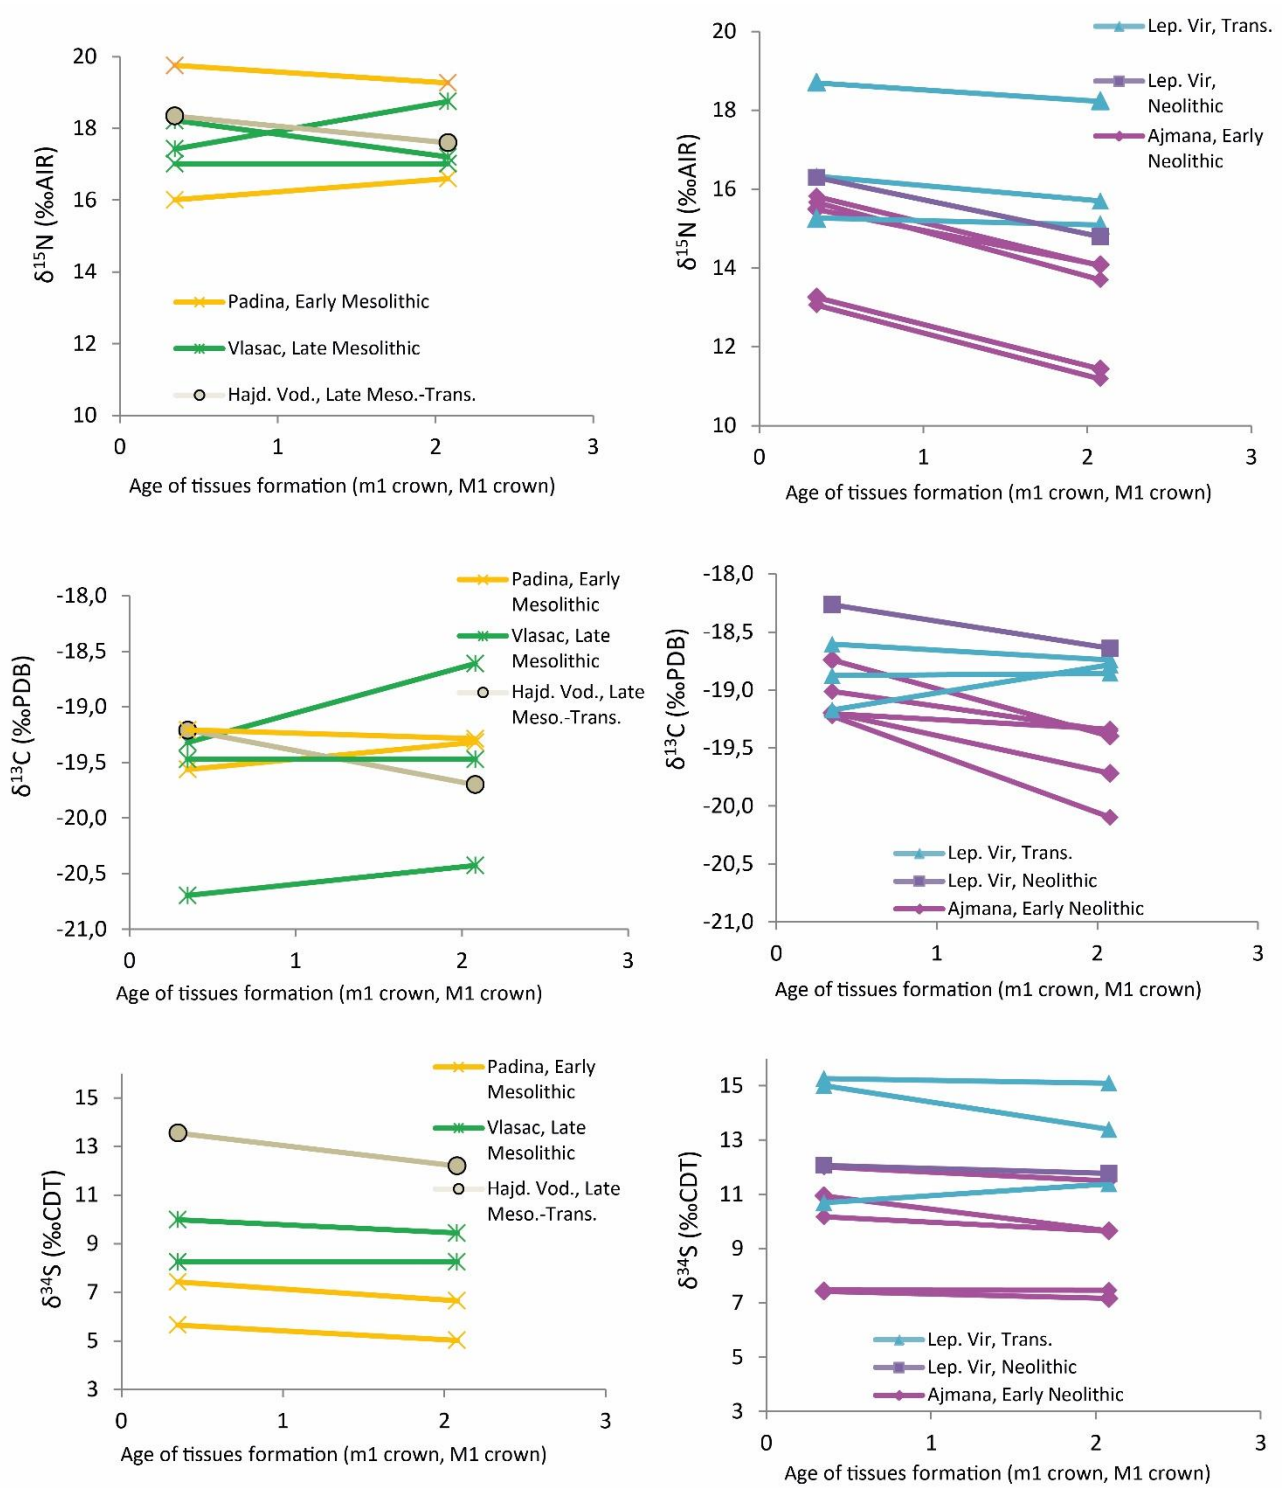 20
18
16
14
12
10
0
1
2
3
δ15N (‰AIR)
Padina, Early Mesolithic
Vlasac, Late Mesolithic
Hajd. Vod., Late Meso.-Trans.
Age of tissues formation (m1 crown, M1 crown)
20
18
16
14
12
10
0
1
2
3
δ15N (‰AIR)
Lep. Vir, Trans.
Lep. Vir,
Neolithic
Ajmana, Early
Neolithic
Age of tissues formation (m1 crown, M1 crown)
-18,0
-18,5
-19,0
-19,5
-20,0
-20,5
-21,0
0
1
2
3
δ13C (‰PDB)
Padina, Early
Mesolithic
Vlasac, Late
Mesolithic
Hajd. Vod., Late
Meso.-Trans.
Age of tissues formation (m1 crown, M1 crown)
-18,0
-18,5
-19,0
-19,5
-20,0
-20,5
-21,0
0
1
2
3
δ13C (‰PDB)
Lep. Vir, Trans.
Lep. Vir, Neolithic
Ajmana, Early Neolithic
Age of tissues formation (m1 crown, M1 crown)
15
13
11
9
7
5
3
0
1
2
3
δ34S (‰CDT)
Padina, Early
Mesolithic
Vlasac, Late
Mesolithic
Hajd. Vod., Late
Meso.-Trans.
Age of tissues formation (m1 crown, M1 crown)
15
13
11
9
7
5
3
0
1
2
3
δ34S (‰CDT)
Lep. Vir, Trans.
Lep. Vir, Neolithic
Ajmana, Early Neolithic
Age of tissues formation (m1 crown, M1 crown)